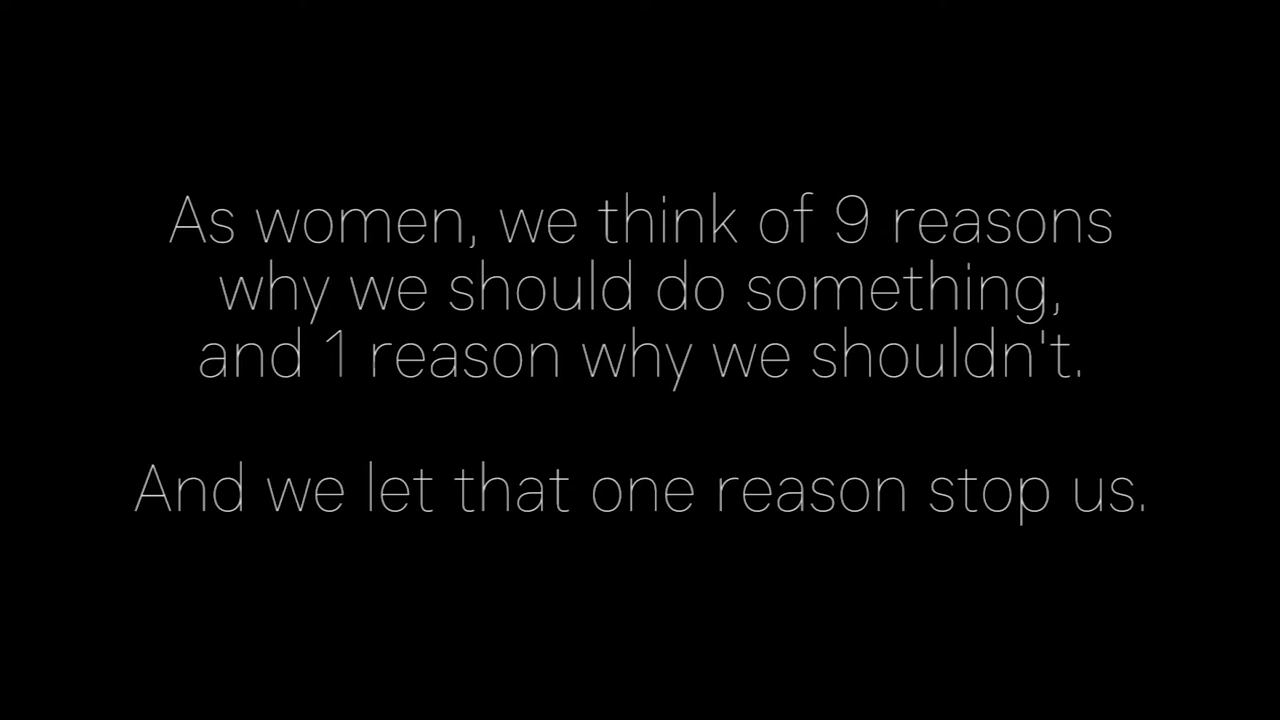 As women, we think of 9 reasons
why we should do something,
and 1 reason why we shouldn't.
And we let that one reason stop us.